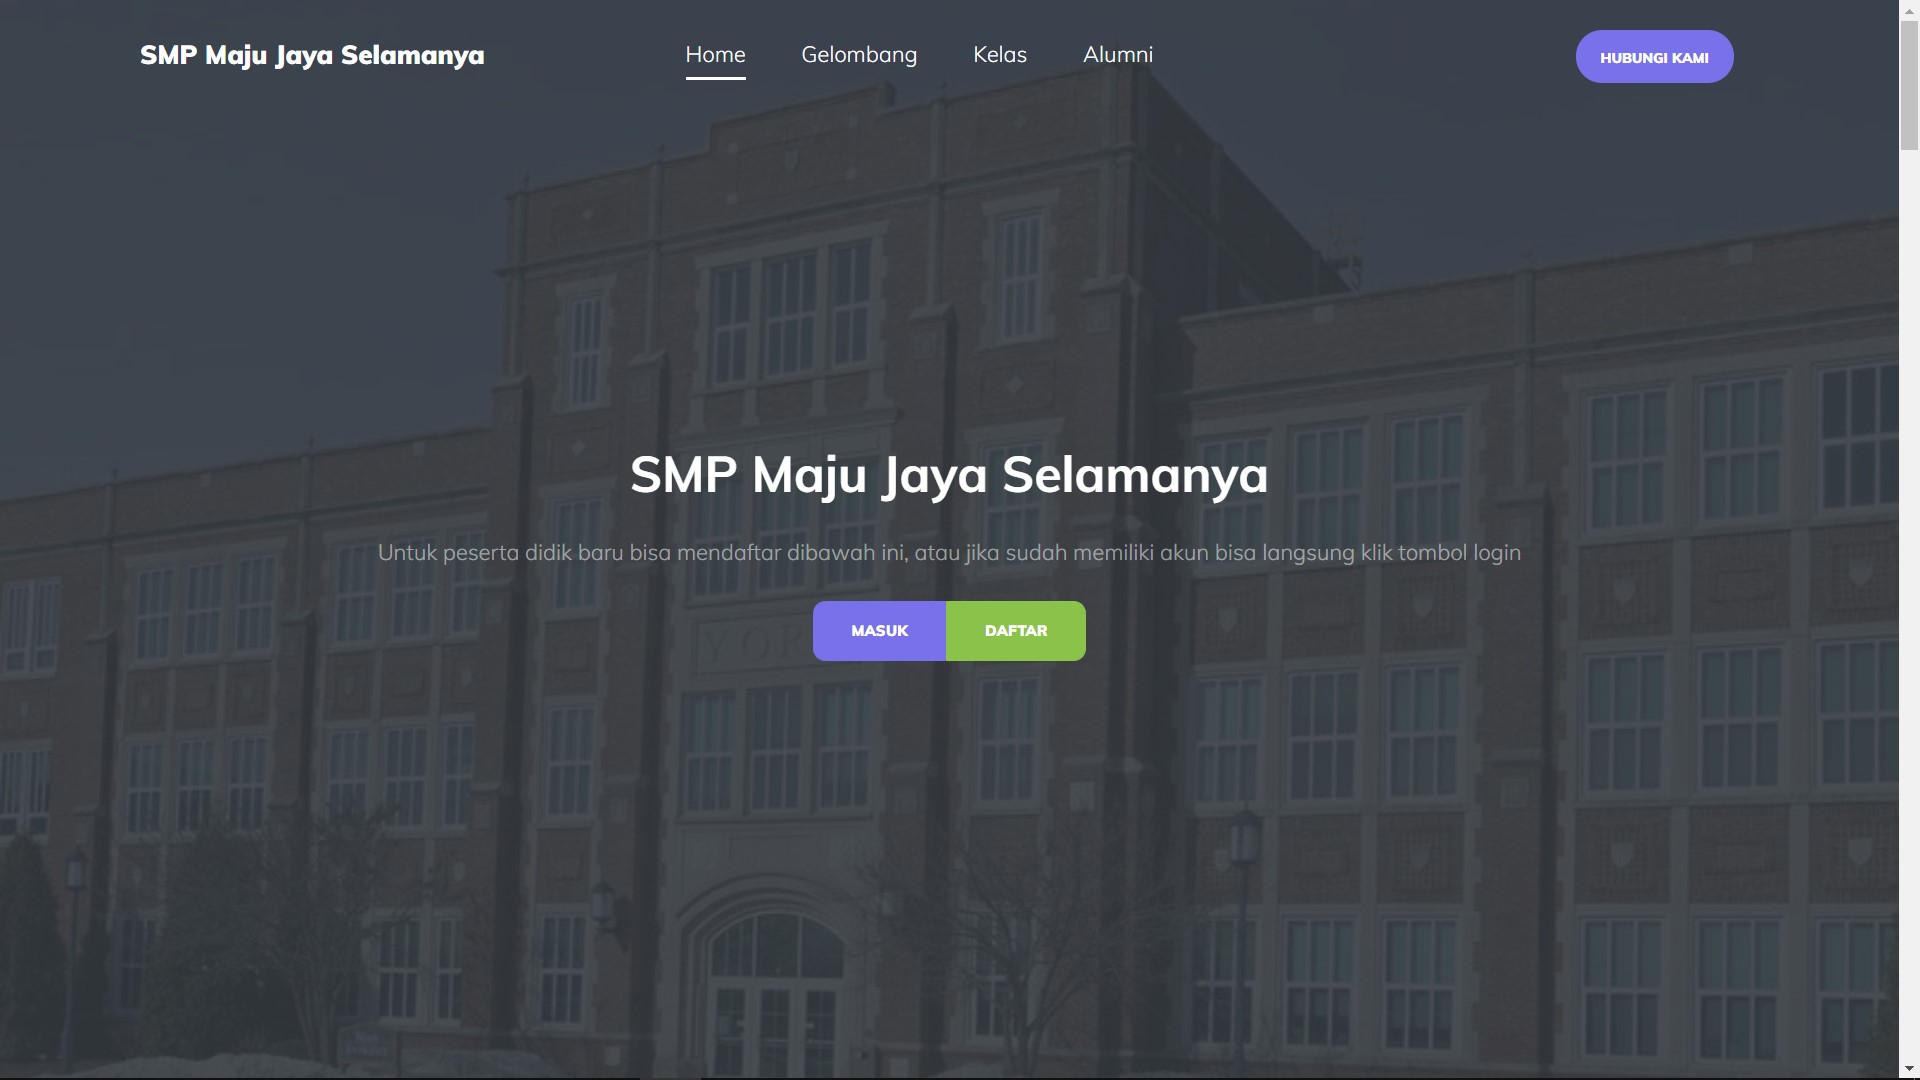 SMP Maju Jaya Selamanya
Home
Gelombang
Kelas
Alumni
HUBUNGI KAMI
SMP Maju Jaya Selamanya
Untuk peserta didik baru bisa mendaftar dibawah ini, atau jika sudah memiliki akun bisa langsung klik tombol login
MASUK
DAFTAR